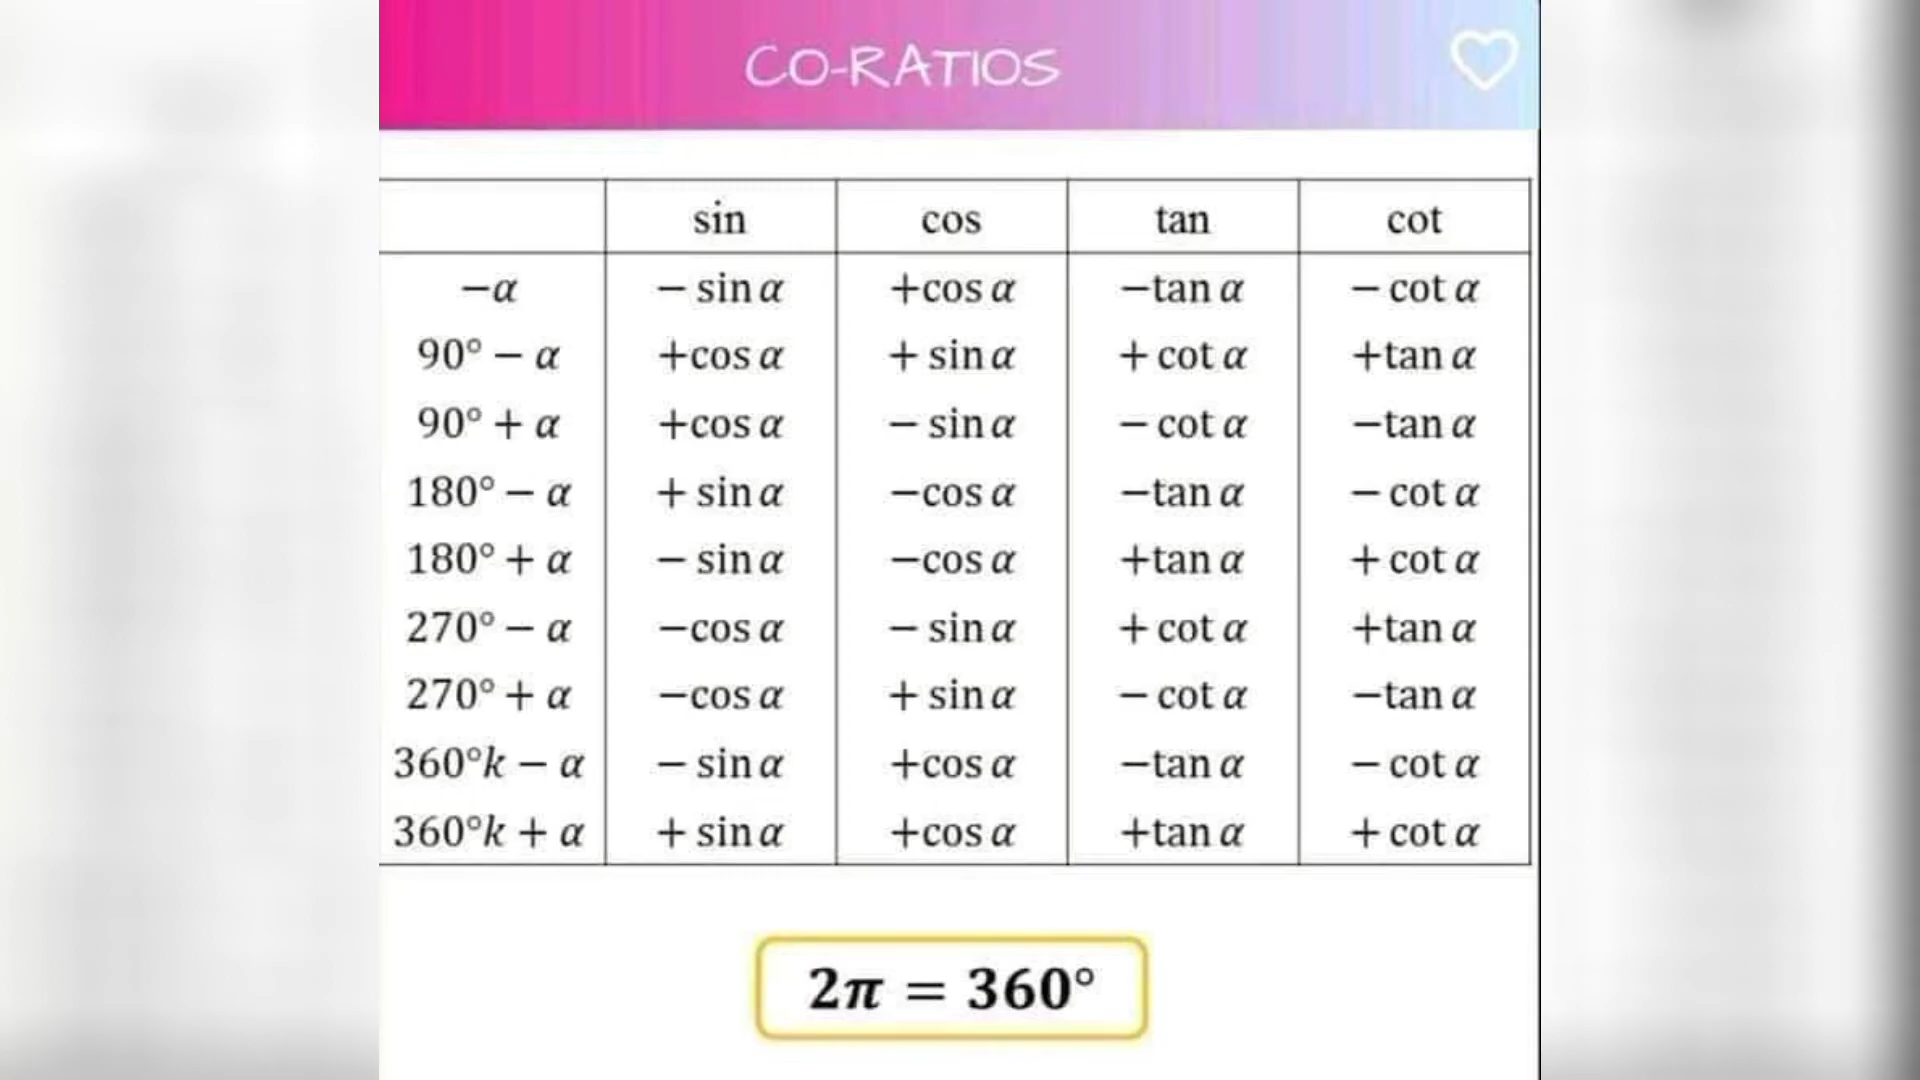 CO-RATIOS
sin cos tan cot
−α − sin α +cos α −tan α − cot α
90° − α +cos α + sin α + cot α +tan α
90° + α +cos α − sin α − cot α −tan α
180° − α + sin α −cos α −tan α − cot α
180° + α − sin α −cos α +tan α + cot α
270° − α −cos α − sin α + cot α +tan α
270° + α −cos α + sin α − cot α −tan α
360°k − α − sin α +cos α −tan α − cot α
360°k + α + sin α +cos α +tan α + cot α
2π = 360°